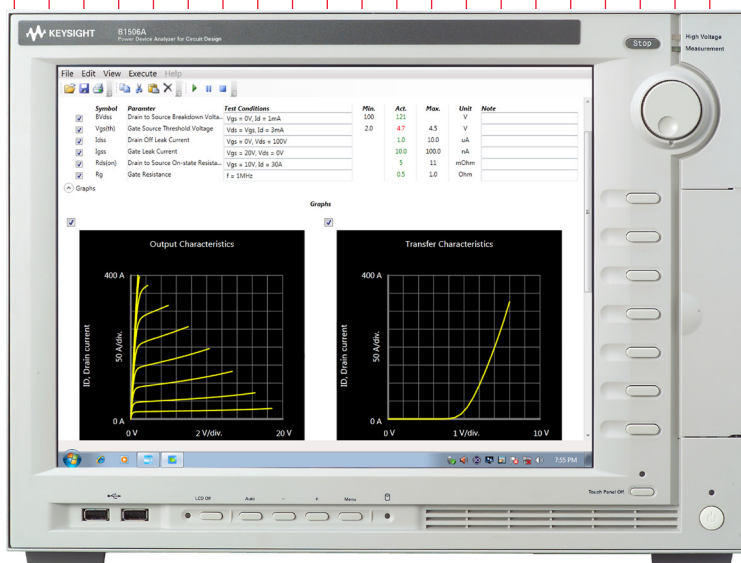 KEYSIGHT B1506A
Power Device Analyzer for Circuit Design
Stop
High Voltage
Measurement
File Edit View Execute Help
Symbol Paramter Test Conditions Min. Act. Max. Unit Note
BVdss Drain to Source Breakdown Volta... Vgs = 0V, Id = 1mA 100 121 V
Vgs(th) Gate Source Threshold Voltage Vds = Vgs, Id = 3mA 2.0 4.7 4.5 V
Idss Drain Off Leak Current Vgs = 0V, Vds = 100V 1.0 10.0 uA
Igss Gate Leak Current Vgs = 20V, Vds = 0V 10.0 100.0 nA
Rds(on) Drain to Source On-state Resista... Vgs = 10V, Id = 30A 5 11 mOhm
Rg Gate Resistance f = 1MHz 0.5 1.0 Ohm
Graphs
Graphs
Output Characteristics
400 A
ID, Drain current
50 A/div.
0 A
0 V 2 V/div. 20 V
Transfer Characteristics
400 A
ID, Drain current
50 A/div.
0 A
0 V 1 V/div. 10 V
7:55 PM
Touch Panel Off
LCD Off Auto - + Menu